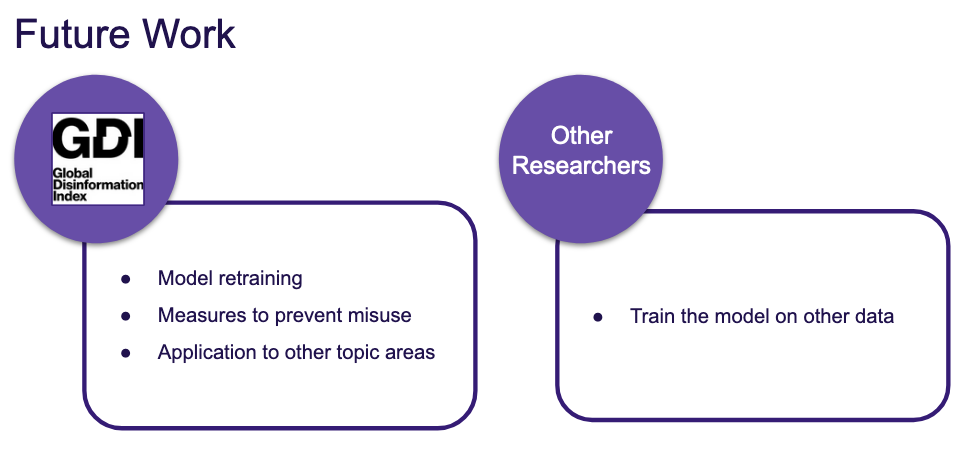 Future Work
GDI
Global
Disinformation
Index
● Model retraining
● Measures to prevent misuse
● Application to other topic areas
Other
Researchers
● Train the model on other data